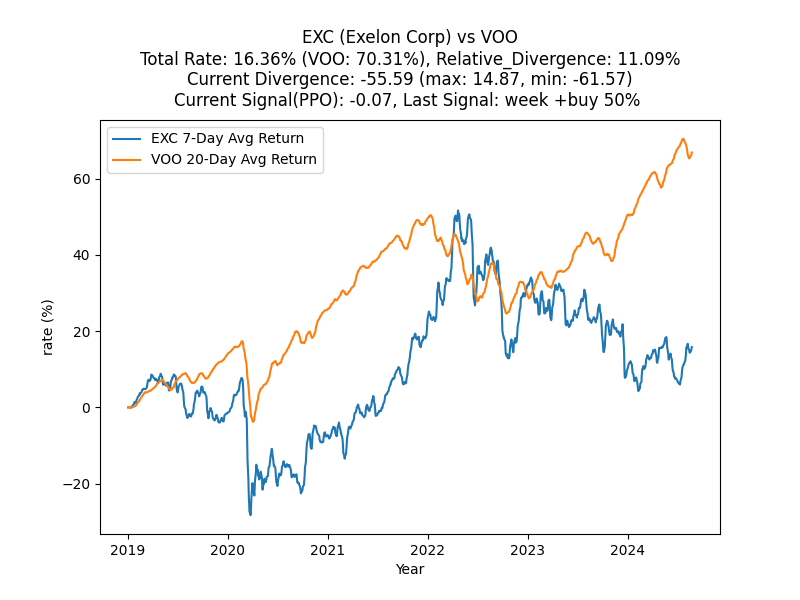 EXC (Exelon Corp) vs VOO
Total Rate: 16.36% (VOO: 70.31%), Relative_Divergence: 11.09%
Current Divergence: -55.59 (max: 14.87, min: -61.57)
Current Signal(PPO): -0.07, Last Signal: week +buy 50%
EXC 7-Day Avg Return
VOO 20-Day Avg Return
rate (%)
60
40
20
0
−20
2019 2020 2021 2022 2023 2024
Year